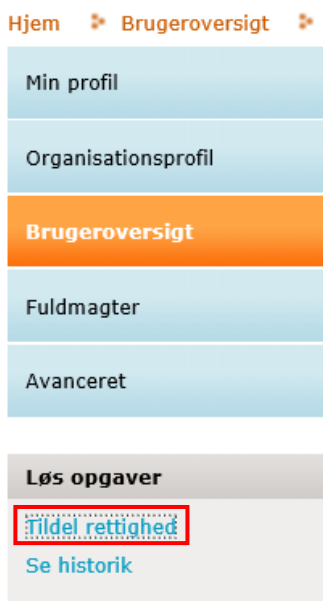 Hjem Brugeroversigt
Min profil
Organisationsprofil
Brugeroversigt
Fuldmagter
Avanceret
Løs opgaver
Tildel rettighed
Se historik